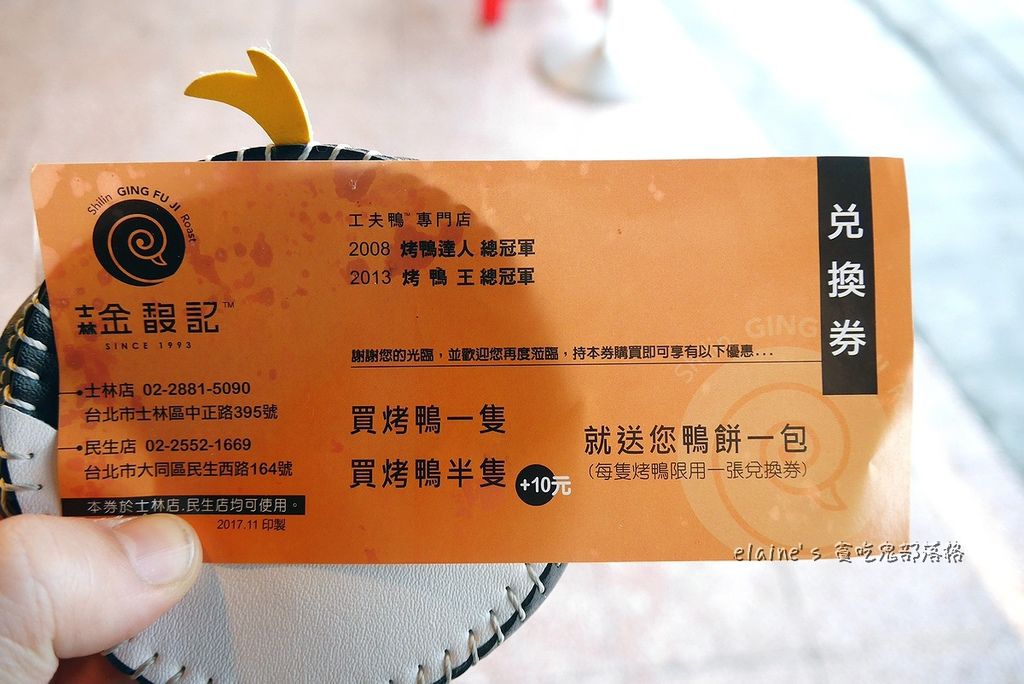 Shilin GING FU JI Roast
士林金馥記™
SINCE 1993
士林店 02-2881-5090
台北市士林區中正路395號
民生店 02-2552-1669
台北市大同區民生西路164號
本券於士林店.民生店均可使用。
2017.11 印製
工夫鴨™ 專門店
2008 烤鴨達人 總冠軍
2013 烤 鴨 王 總冠軍
謝謝您的光臨，並歡迎您再度蒞臨，持本券購買即可享有以下優惠...
買烤鴨一隻
買烤鴨半隻 +10元
就送您鴨餅一包
(每隻烤鴨限用一張兌換券)
兌換券
Shilin GING
elaine's 貪吃鬼部落格